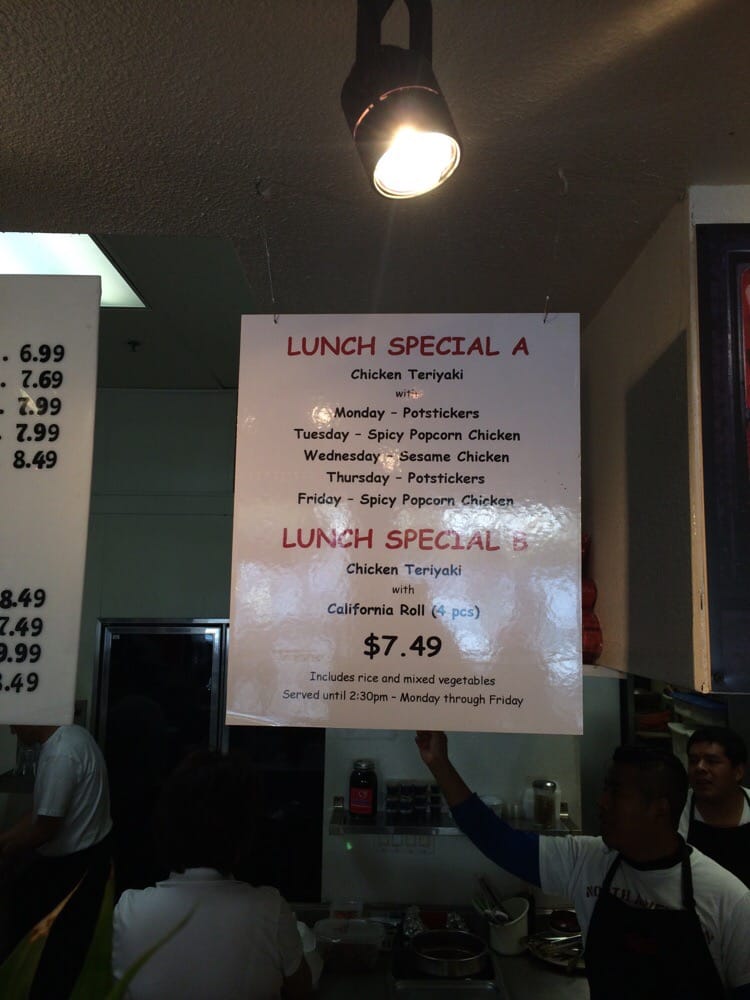 . 6.99
. 7.69
. 7.99
. 7.99
8.49
8.49
7.49
9.99
8.49
LUNCH SPECIAL A
Chicken Teriyaki
with
Monday - Potstickers
Tuesday - Spicy Popcorn Chicken
Wednesday - Sesame Chicken
Thursday - Potstickers
Friday - Spicy Popcorn Chicken
LUNCH SPECIAL B
Chicken Teriyaki
with
California Roll (4 pcs)
$7.49
Includes rice and mixed vegetables
Served until 2:30pm - Monday through Friday